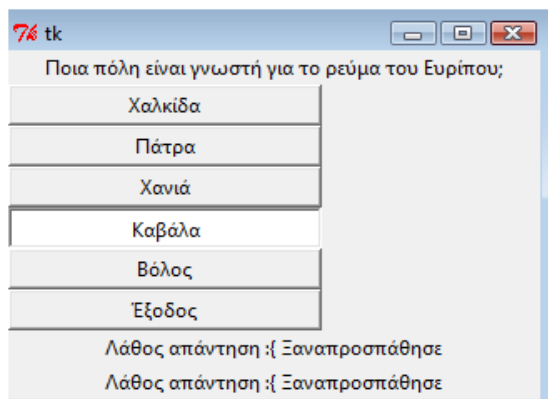 tk
Ποια πόλη είναι γνωστή για το ρεύμα του Ευρίπου;
Χαλκίδα
Πάτρα
Χανιά
Καβάλα
Βόλος
Έξοδος
Λάθος απάντηση :{ Ξαναπροσπάθησε
Λάθος απάντηση :{ Ξαναπροσπάθησε